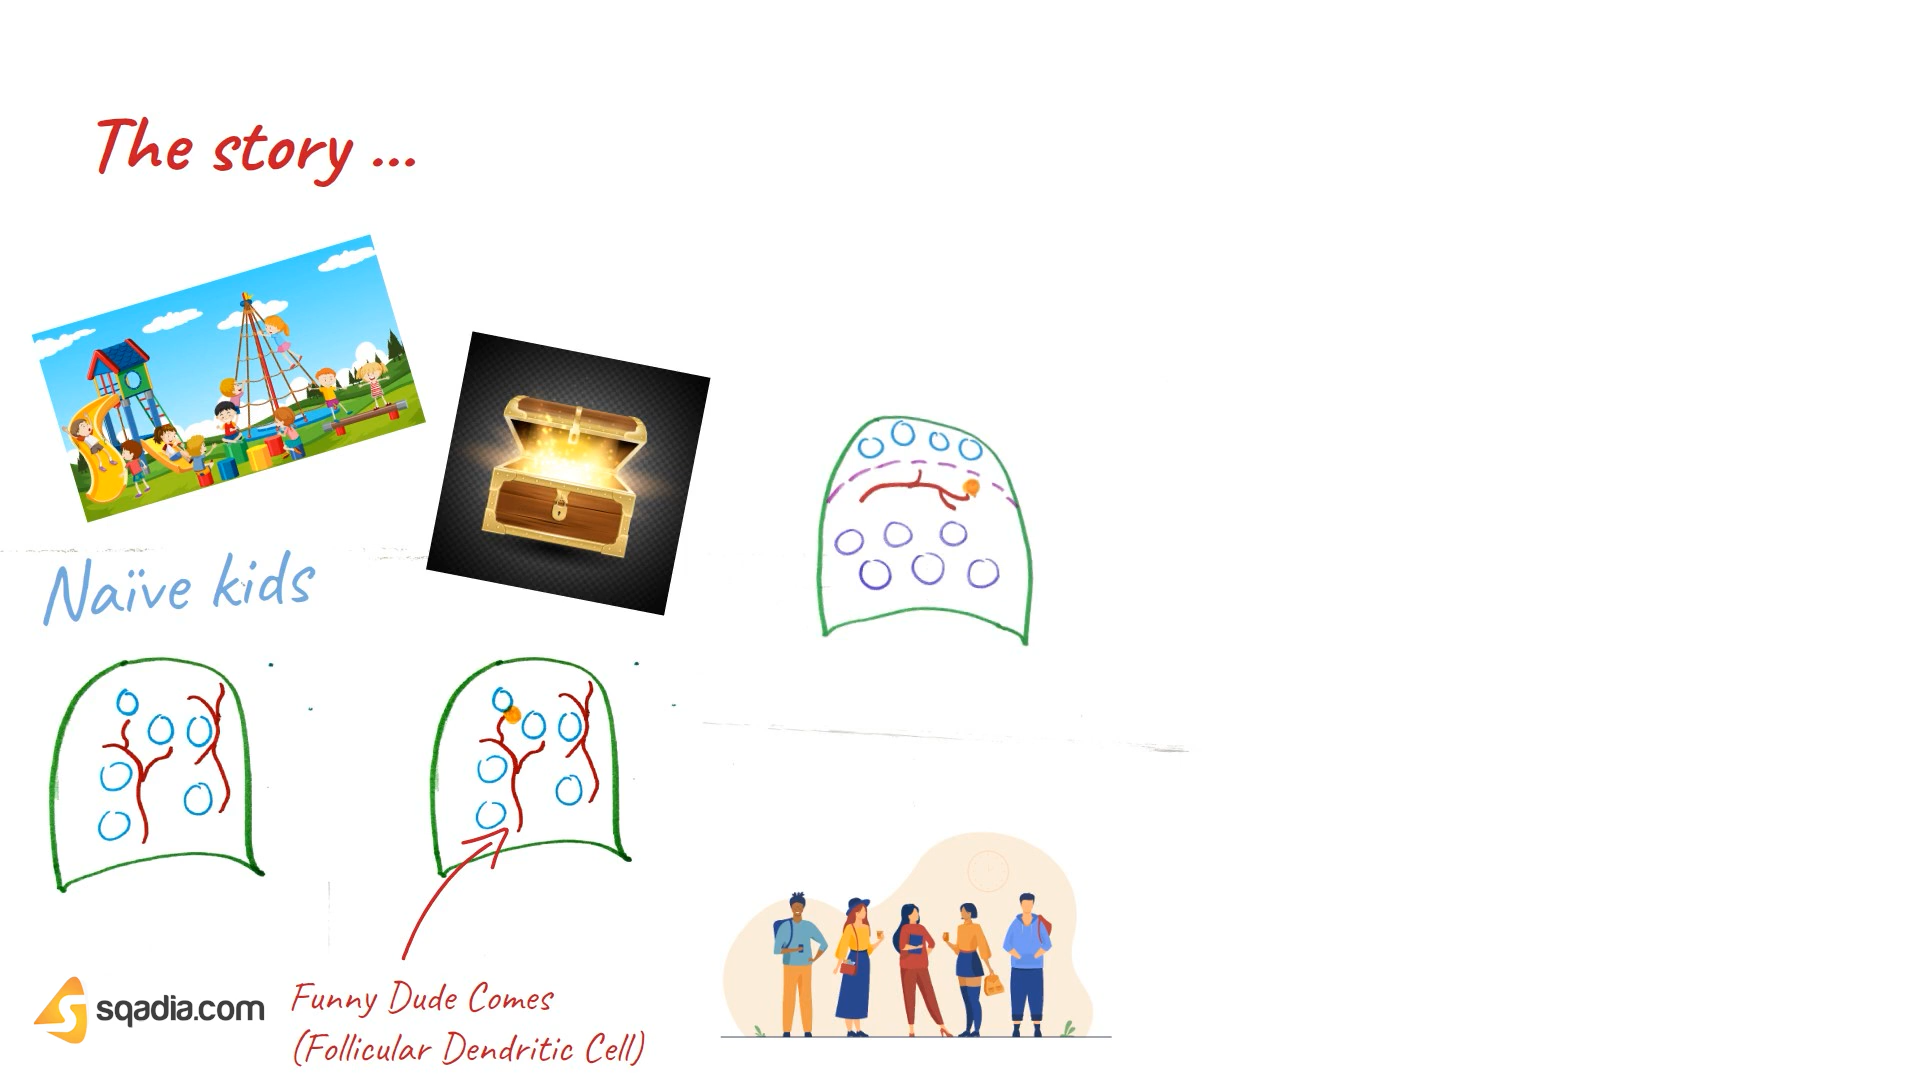 The story ...
Naïve kids
sqadia.com
Funny Dude Comes
(Follicular Dendritic Cell)